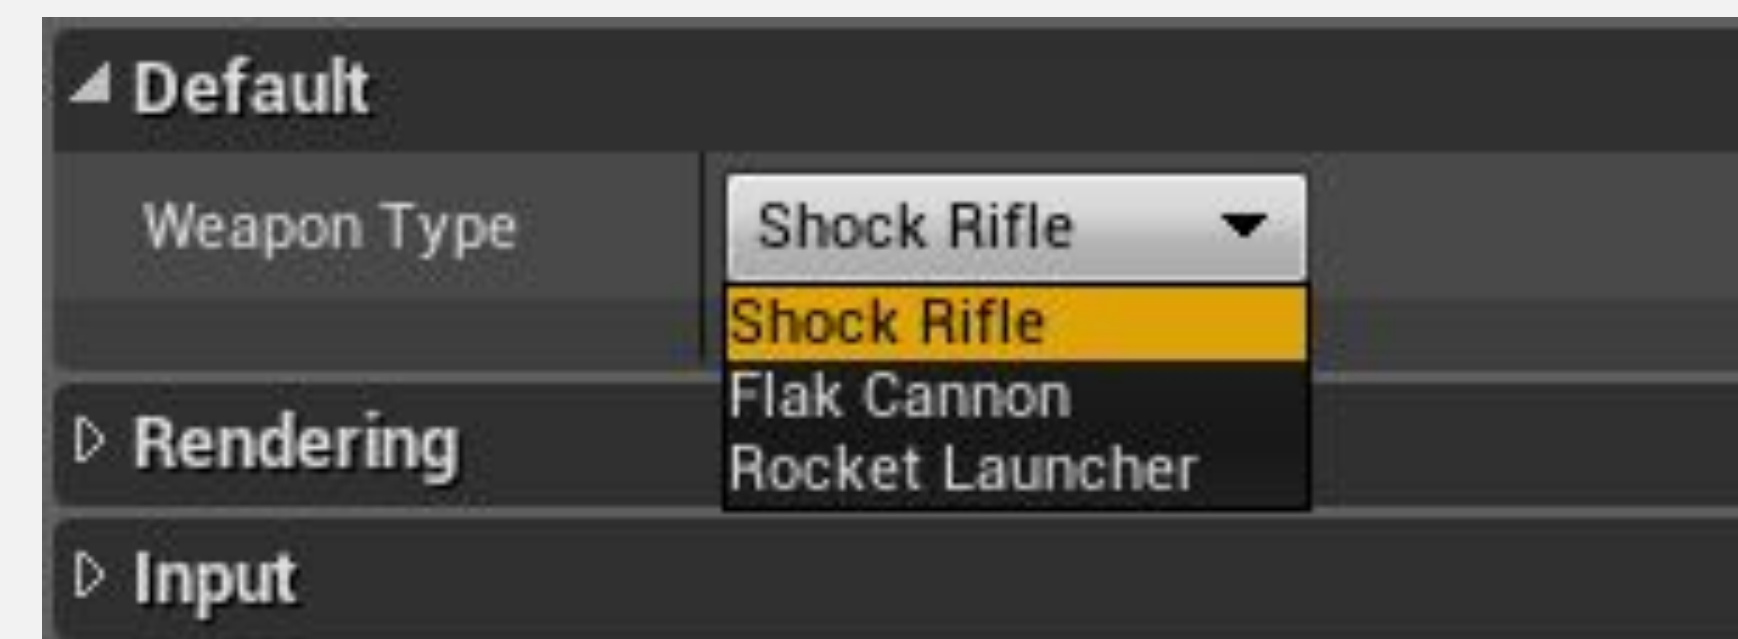 Default
Weapon Type
Shock Rifle
Shock Rifle
Flak Cannon
Rocket Launcher
Rendering
Input